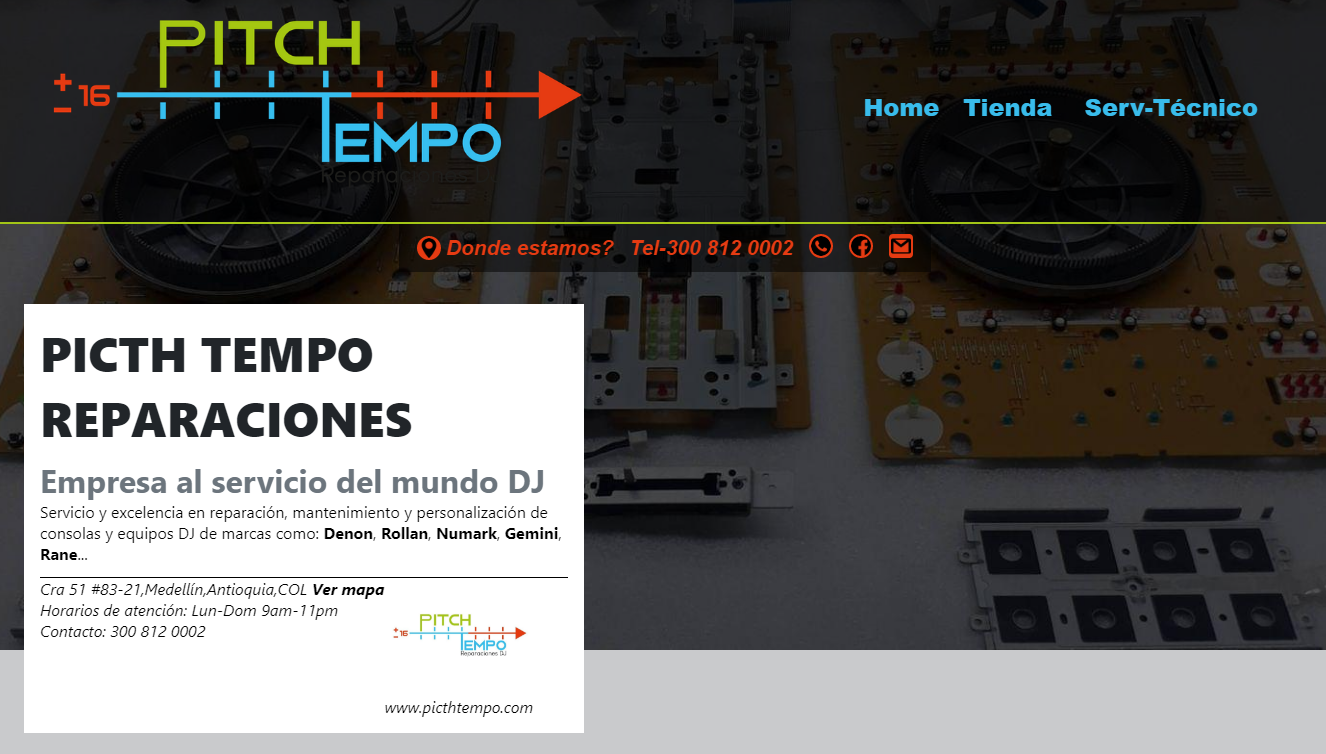 PITCH
±16
TEMPO
Reparaciones
Home Tienda Serv-Técnico
Donde estamos? Tel-300 812 0002
PICTH TEMPO
REPARACIONES
Empresa al servicio del mundo DJ
Servicio y excelencia en reparación, mantenimiento y personalización de
consolas y equipos DJ de marcas como: Denon, Rollan, Numark, Gemini,
Rane...
Cra 51 #83-21,Medellín,Antioquia,COL Ver mapa
Horarios de atención: Lun-Dom 9am-11pm
Contacto: 300 812 0002
PITCH
±16
TEMPO
Reparaciones DJ
www.picthtempo.com